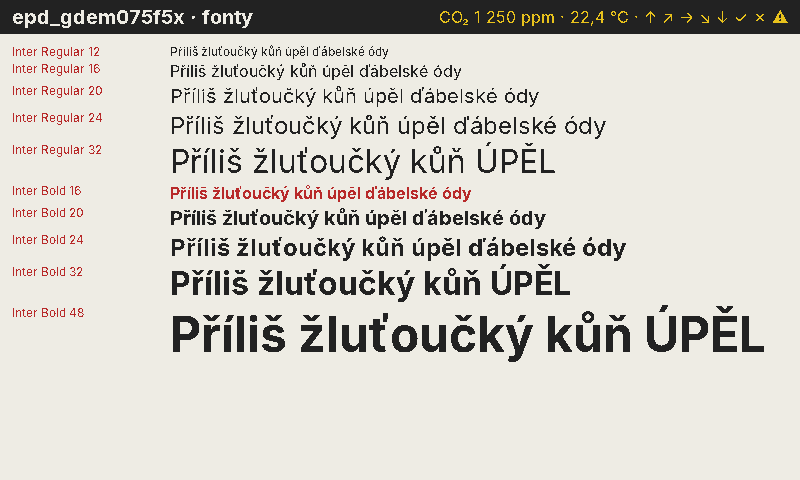 epd_gdem075f5x · fonty CO₂ 1 250 ppm · 22,4 °C · ↑ ↗ → ↘ ↓ ✓ × ⚠
Inter Regular 12 Příliš žluťoučký kůň úpěl ďábelské ódy
Inter Regular 16 Příliš žluťoučký kůň úpěl ďábelské ódy
Inter Regular 20 Příliš žluťoučký kůň úpěl ďábelské ódy
Inter Regular 24 Příliš žluťoučký kůň úpěl ďábelské ódy
Inter Regular 32 Příliš žluťoučký kůň ÚPĚL
Inter Bold 16 Příliš žluťoučký kůň úpěl ďábelské ódy
Inter Bold 20 Příliš žluťoučký kůň úpěl ďábelské ódy
Inter Bold 24 Příliš žluťoučký kůň úpěl ďábelské ódy
Inter Bold 32 Příliš žluťoučký kůň ÚPĚL
Inter Bold 48 Příliš žluťoučký kůň ÚPĚL